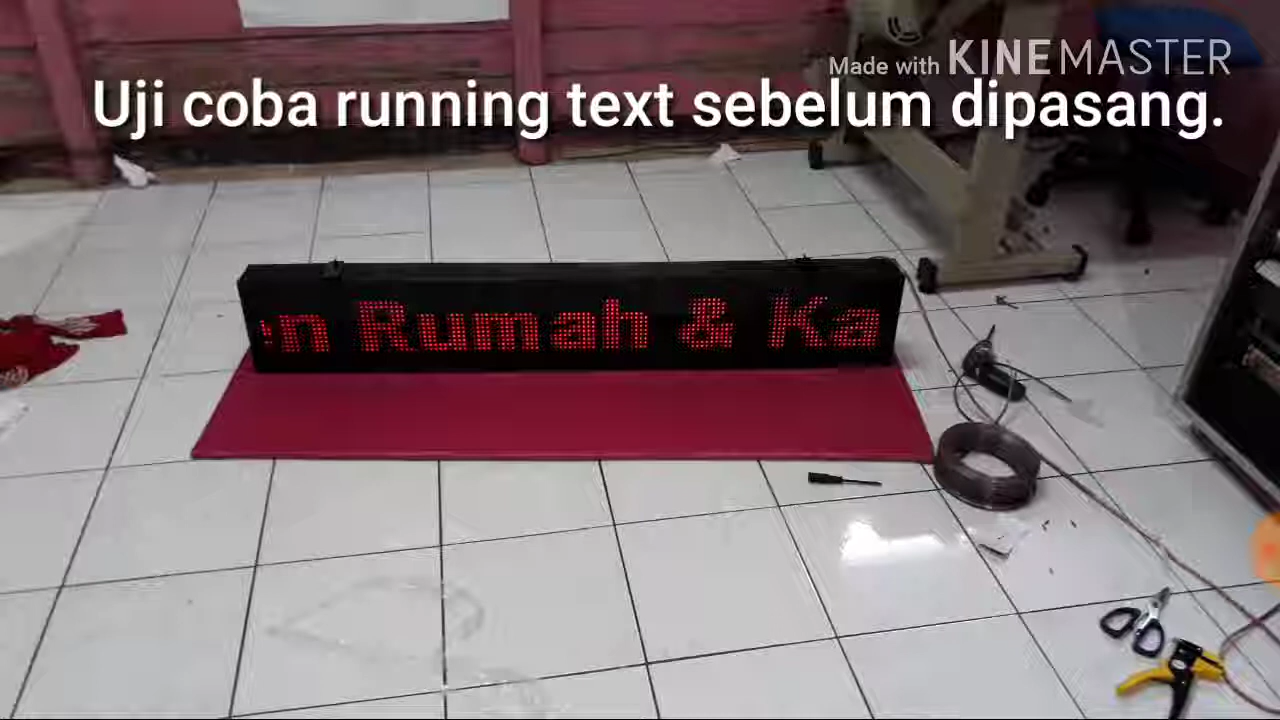 Made with KINEMASTER
Uji coba running text sebelum dipasang.
n Rumah & Ka